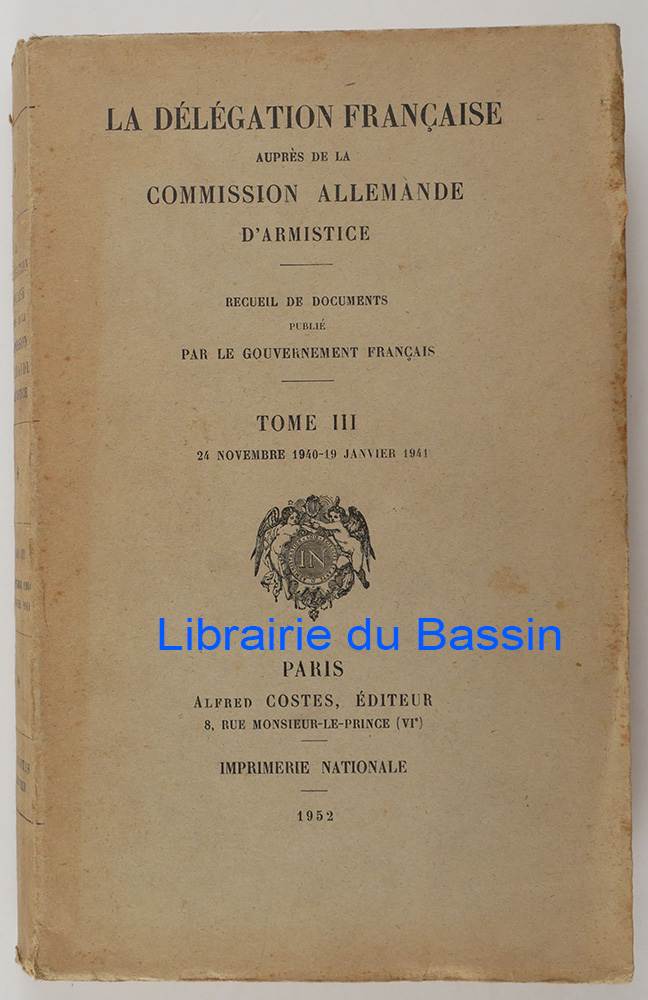 LA DÉLÉGATION FRANÇAISE
AUPRÈS DE LA
COMMISSION ALLEMANDE
D'ARMISTICE
RECUEIL DE DOCUMENTS
PUBLIÉ
PAR LE GOUVERNEMENT FRANÇAIS
TOME III
24 NOVEMBRE 1940-19 JANVIER 1941
IN
Librairie du Bassin
PARIS
ALFRED COSTES, ÉDITEUR
8, RUE MONSIEUR-LE-PRINCE (VIe)
IMPRIMERIE NATIONALE
1952